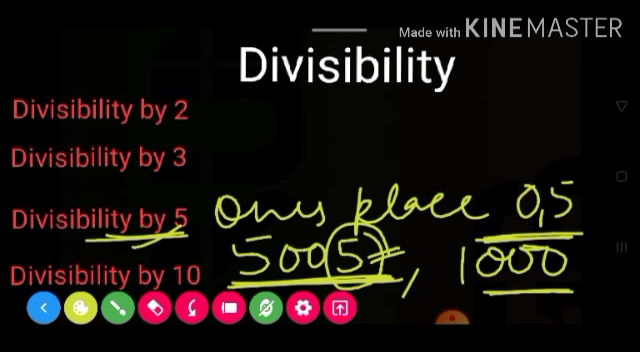 Made with KINEMASTER
Divisibility
Divisibility by 2
Divisibility by 3
Divisibility by 5 Ones place 0,5
5005, 1000
Divisibility by 10